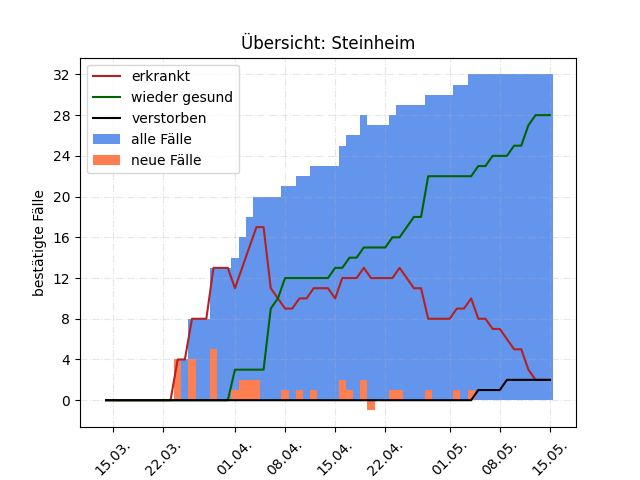 Übersicht: Steinheim
erkrankt
wieder gesund
verstorben
alle Fälle
neue Fälle
bestätigte Fälle
32
28
24
20
16
12
8
4
0
15.03.
22.03.
01.04.
08.04.
15.04.
22.04.
01.05.
08.05.
15.05.